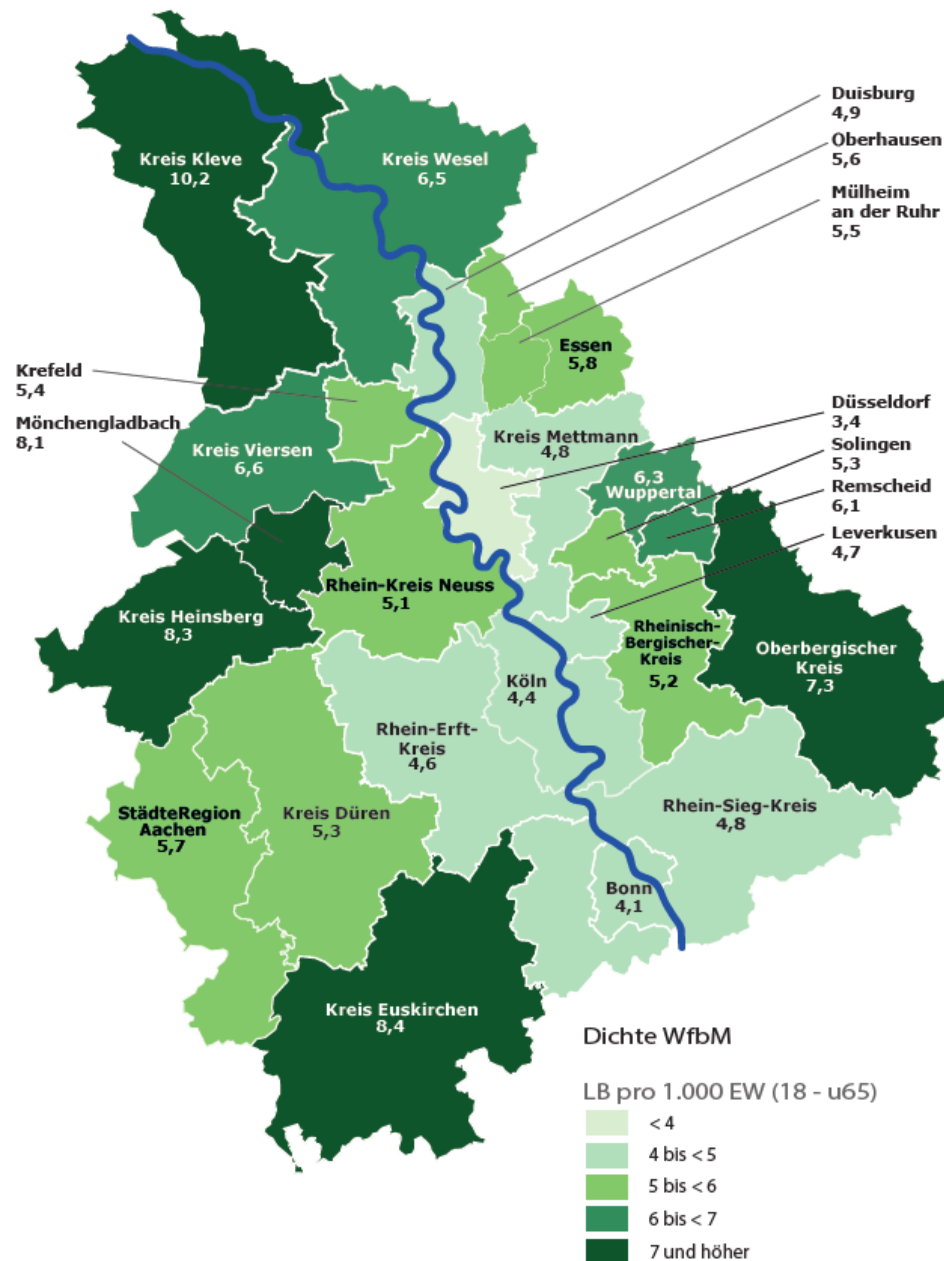 Duisburg
4,9
Oberhausen
5,6
Mülheim
an der Ruhr
5,5
Kreis Kleve
10,2
Kreis Wesel
6,5
Essen
5,8
Krefeld
5,4
Mönchengladbach
8,1
Kreis Viersen
6,6
Kreis Mettmann
4,8
Düsseldorf
3,4
Solingen
5,3
Remscheid
6,1
Leverkusen
4,7
6,3
Wuppertal
Rhein-Kreis Neuss
5,1
Kreis Heinsberg
8,3
Rheinisch-
Bergischer-
Kreis
5,2
Oberbergischer
Kreis
7,3
Köln
4,4
Rhein-Erft-
Kreis
4,6
StädteRegion
Aachen
5,7
Kreis Düren
5,3
Rhein-Sieg-Kreis
4,8
Bonn
4,1
Kreis Euskirchen
8,4
Dichte WfbM
LB pro 1.000 EW (18 - u65)
< 4
4 bis < 5
5 bis < 6
6 bis < 7
7 und höher